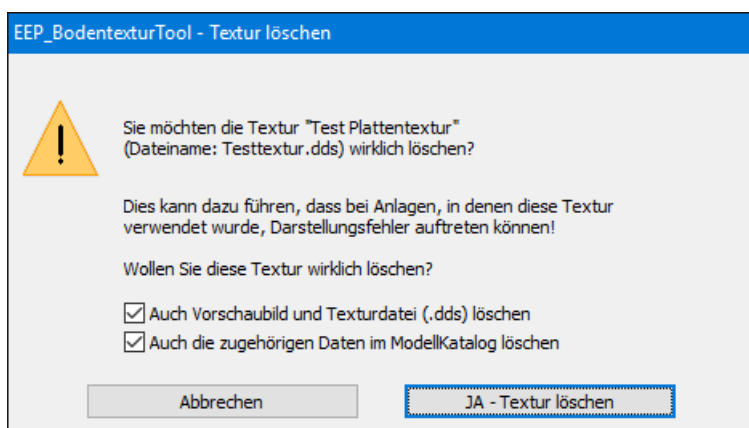 EEP_BodentexturTool - Textur löschen
Sie möchten die Textur "Test Plattentextur"
(Dateiname: Testtextur.dds) wirklich löschen?
Dies kann dazu führen, dass bei Anlagen, in denen diese Textur
verwendet wurde, Darstellungsfehler auftreten können!
Wollen Sie diese Textur wirklich löschen?
Auch Vorschaubild und Texturdatei (.dds) löschen
Auch die zugehörigen Daten im ModellKatalog löschen
Abbrechen
JA - Textur löschen